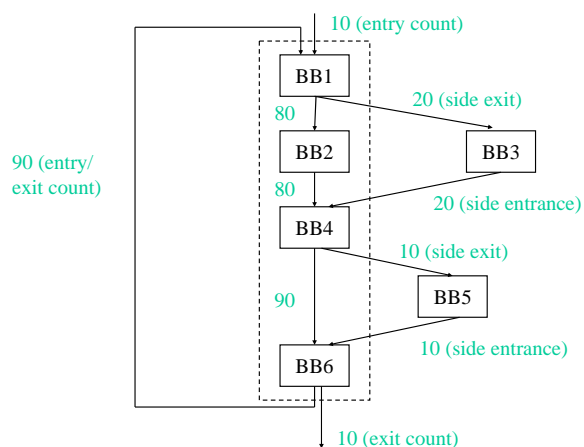 10 (entry count)
BB1
20 (side exit)
80
BB2
BB3
90 (entry/
exit count)
80
20 (side entrance)
BB4
10 (side exit)
90
BB5
10 (side entrance)
BB6
10 (exit count)